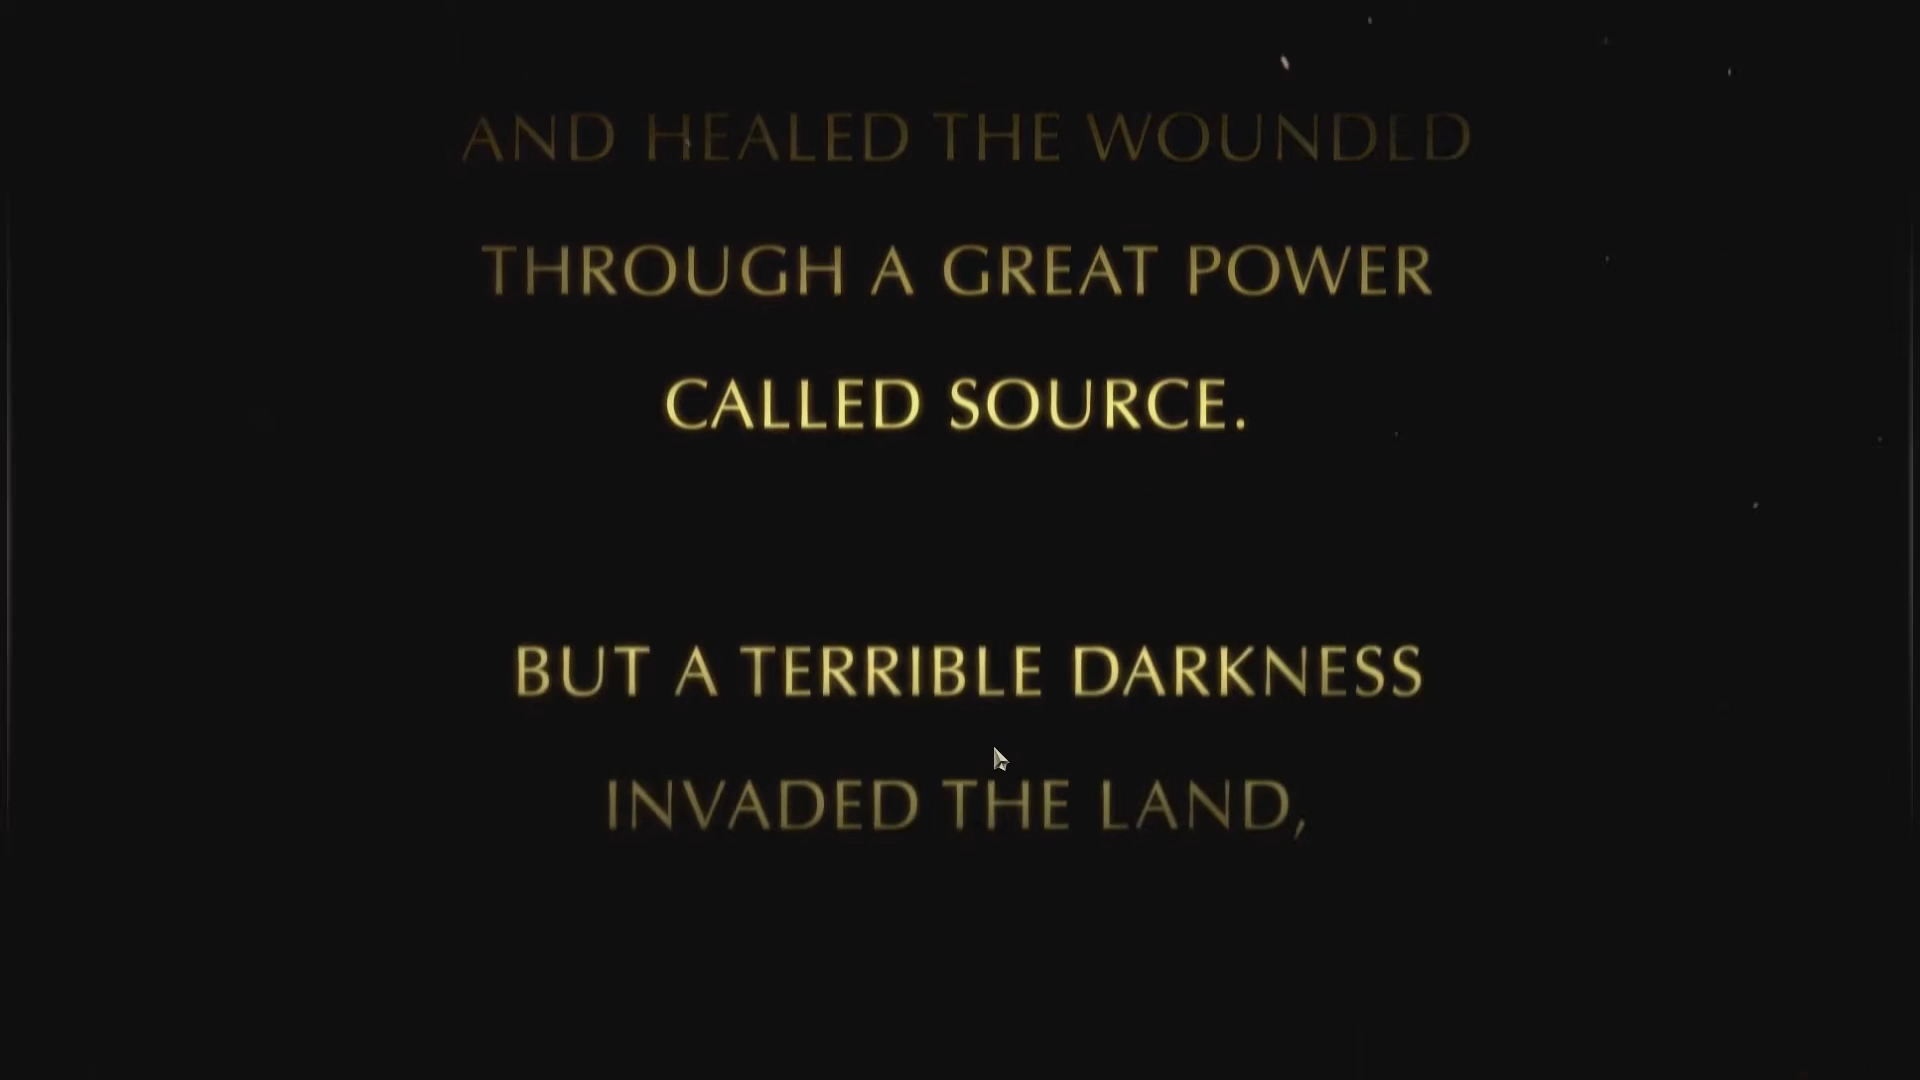 AND HEALED THE WOUNDED
THROUGH A GREAT POWER
CALLED SOURCE.
BUT A TERRIBLE DARKNESS
INVADED THE LAND,